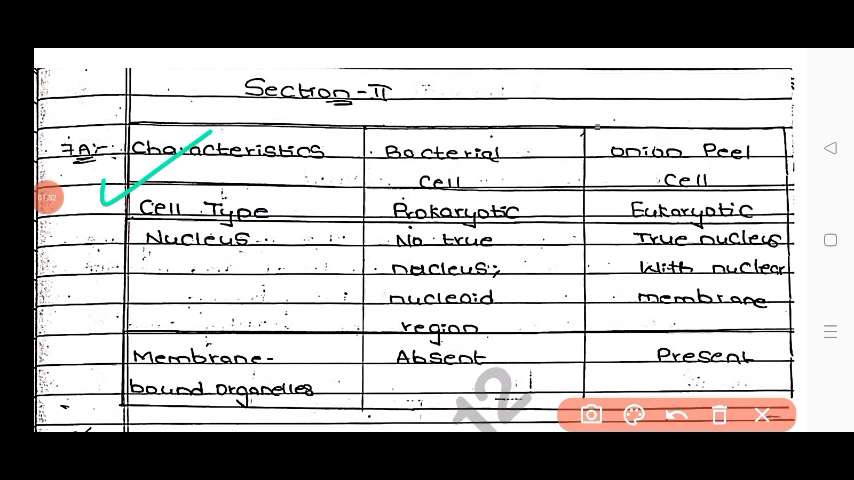 Section-II
7A):- Characteristics Bacterial onion Peel
Cell Cell
Cell Type Prokaryotic Eukaryotic
Nucleus No true True nucleus
nucleus; With nuclear
nucleoid membrane
region
Membrane- Absent Present
bound organelles
12